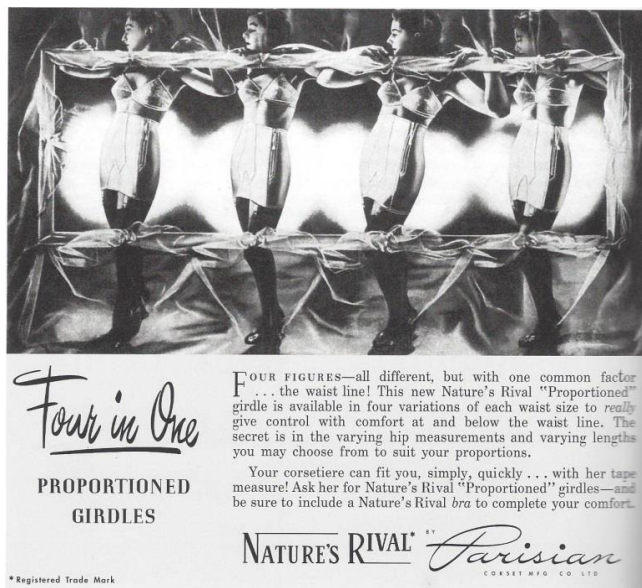 Four in One
PROPORTIONED
GIRDLES
FOUR FIGURES—all different, but with one common factor
. . . the waist line! This new Nature's Rival "Proportioned"
girdle is available in four variations of each waist size to really
give control with comfort at and below the waist line. The
secret is in the varying hip measurements and varying lengths
you may choose from to suit your proportions.
Your corsetiere can fit you, simply, quickly . . . with her tape
measure! Ask her for Nature's Rival "Proportioned" girdles—and
be sure to include a Nature's Rival bra to complete your comfort.
NATURE'S RIVAL* BY Parisian
CORSET MFG CO LTD
*Registered Trade Mark